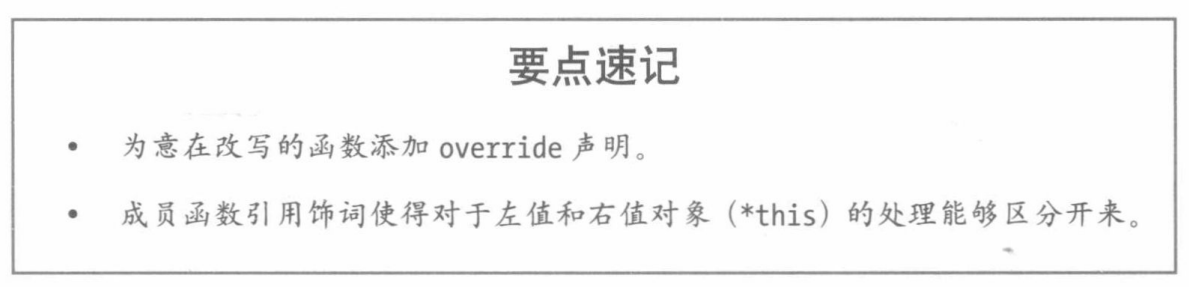 要点速记
• 为意在改写的函数添加 override 声明。
• 成员函数引用饰词使得对于左值和右值对象（*this）的处理能够区分开来。